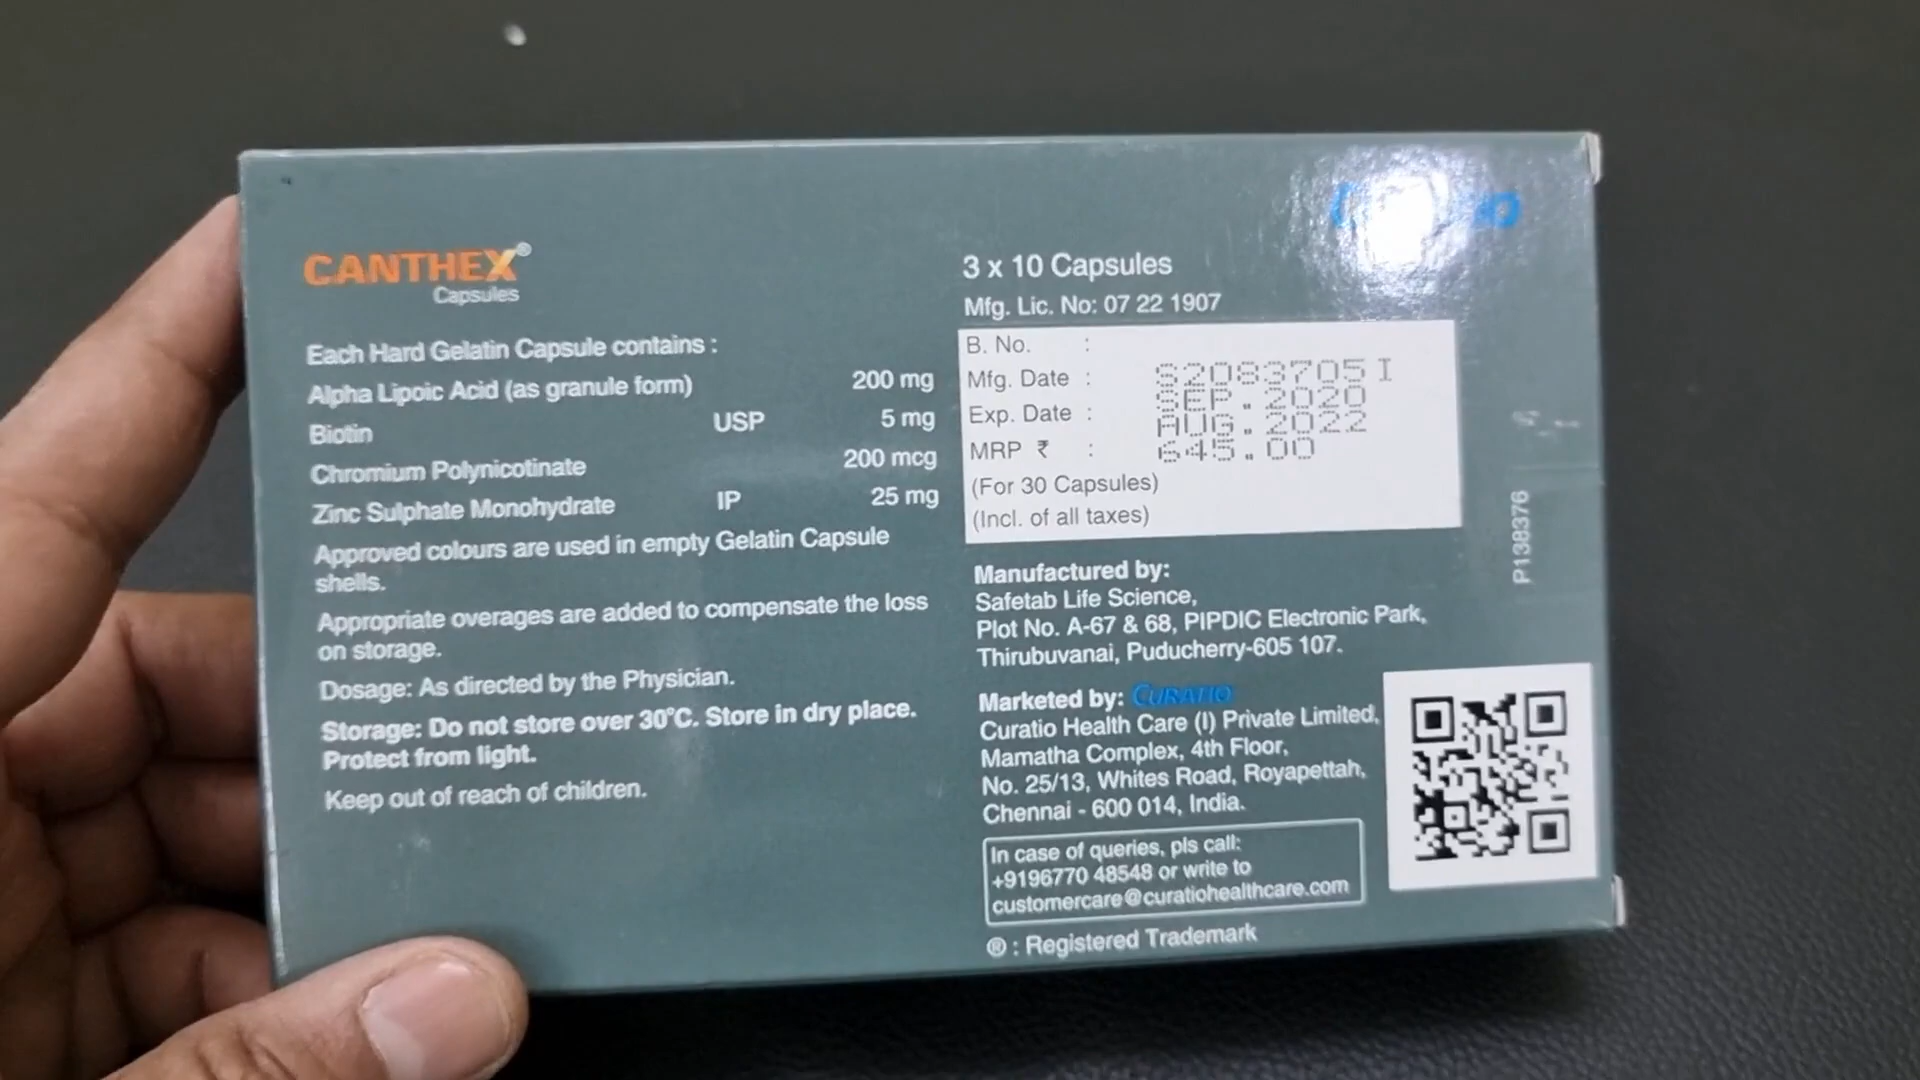 CANTHEX®
Capsules
Each Hard Gelatin Capsule contains :
Alpha Lipoic Acid (as granule form) 200 mg
Biotin USP 5 mg
Chromium Polynicotinate 200 mcg
Zinc Sulphate Monohydrate IP 25 mg
Approved colours are used in empty Gelatin Capsule
shells.
Appropriate overages are added to compensate the loss
on storage.
Dosage: As directed by the Physician.
Storage: Do not store over 30°C. Store in dry place.
Protect from light.
Keep out of reach of children.
3 x 10 Capsules
Mfg. Lic. No: 07 22 1907
B. No. : S2083705I
Mfg. Date : SEP.2020
Exp. Date : AUG.2022
MRP ₹ : 645.00
(For 30 Capsules)
(Incl. of all taxes)
Manufactured by:
Safetab Life Science,
Plot No. A-67 & 68, PIPDIC Electronic Park,
Thirubuvanai, Puducherry-605 107.
Marketed by: CURATIO
Curatio Health Care (I) Private Limited,
Mamatha Complex, 4th Floor,
No. 25/13, Whites Road, Royapettah,
Chennai - 600 014, India.
In case of queries, pls call:
+9196770 48548 or write to
customercare@curatiohealthcare.com
® : Registered Trademark
P138376